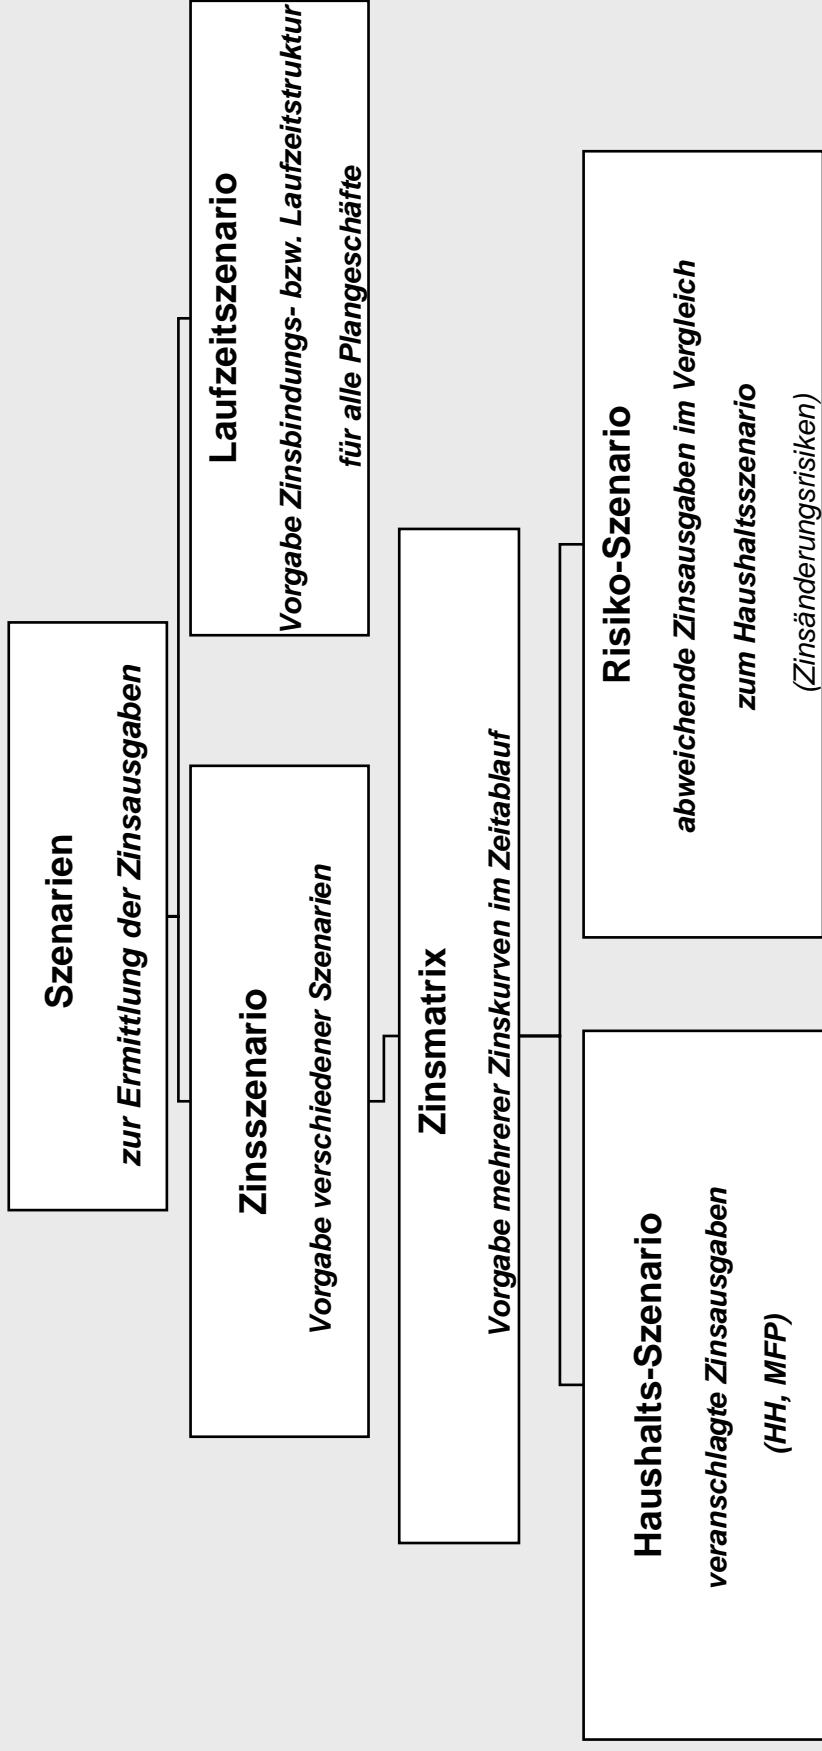 Szenarien
zur Ermittlung der Zinsausgaben
Zinsszenario
Vorgabe verschiedener Szenarien
Laufzeitszenario
Vorgabe Zinsbindungs- bzw. Laufzeitstruktur
für alle Plangeschäfte
Zinsmatrix
Vorgabe mehrerer Zinskurven im Zeitablauf
Haushalts-Szenario
veranschlagte Zinsausgaben
(HH, MFP)
Risiko-Szenario
abweichende Zinsausgaben im Vergleich
zum Haushaltsszenario
(Zinsänderungsrisiken)